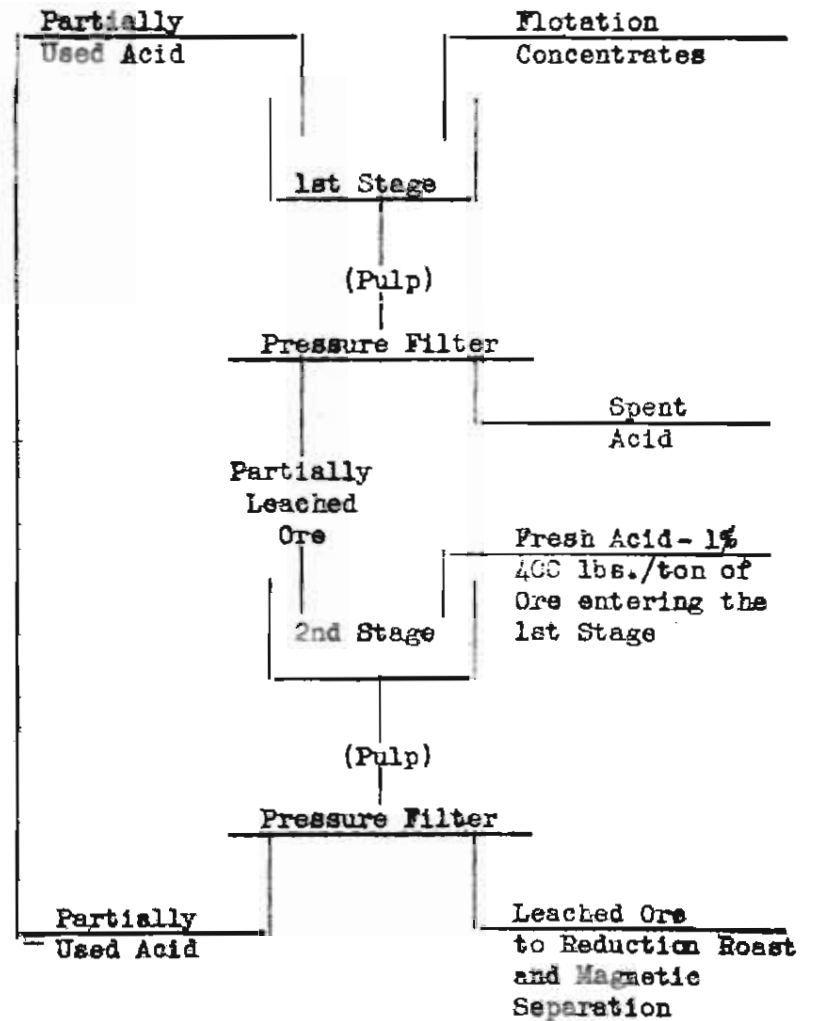 Partially
Used Acid
Flotation
Concentrates
1st Stage
(Pulp)
Pressure Filter
Spent
Acid
Partially
Leached
Ore
Fresh Acid - 1%
400 lbs./ton of
Ore entering the
1st Stage
2nd Stage
(Pulp)
Pressure Filter
Partially
Used Acid
Leached Ore
to Reduction Roast
and Magnetic
Separation